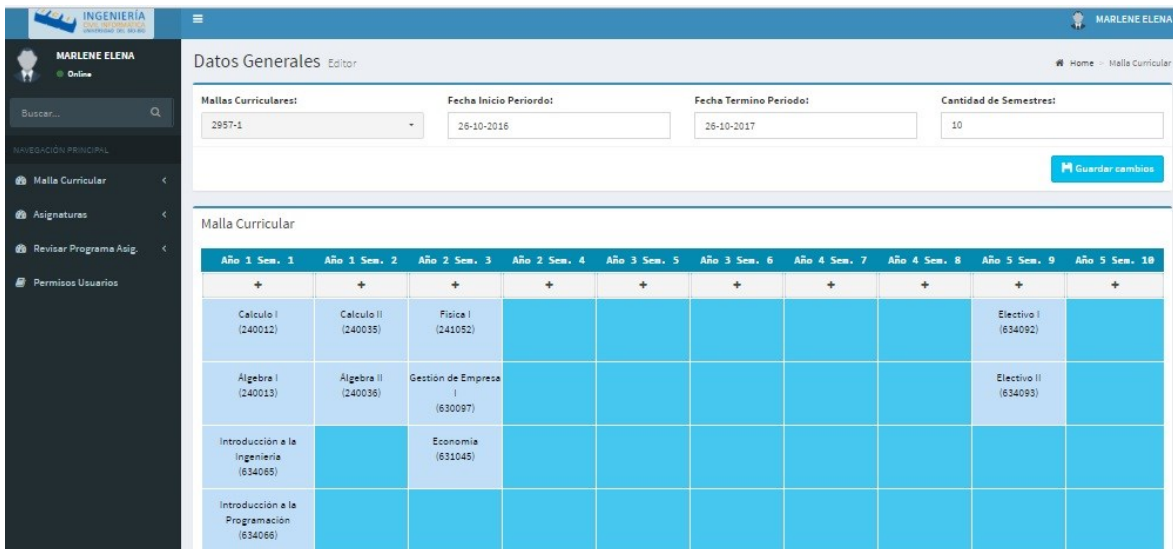 INGENIERÍA
CIVIL INFORMÁTICA
UNIVERSIDAD DEL BÍO-BÍO
MARLENE ELENA
MARLENE ELENA
Online
Datos Generales Editor
Home > Malla Curricular
Buscar...
Mallas Curriculares: Fecha Inicio Periordo: Fecha Termino Periodo: Cantidad de Semestres:
2957-1 26-10-2016 26-10-2017 10
NAVEGACIÓN PRINCIPAL
Guardar cambios
Malla Curricular
Asignaturas
Revisar Programa Asig.
Permisos Usuarios
Malla Curricular
Año 1 Sem. 1 Año 1 Sem. 2 Año 2 Sem. 3 Año 2 Sem. 4 Año 3 Sem. 5 Año 3 Sem. 6 Año 4 Sem. 7 Año 4 Sem. 8 Año 5 Sem. 9 Año 5 Sem. 10
+ + + + + + + + + +
Calculo I Calculo II Fisica I Electivo I
(240012) (240035) (241052) (634092)
Álgebra I Álgebra II Gestión de Empresa Electivo II
(240013) (240036) I (634093)
(630097)
Introducción a la Economía
Ingenieria (631045)
(634065)
Introducción a la
Programación
(634066)